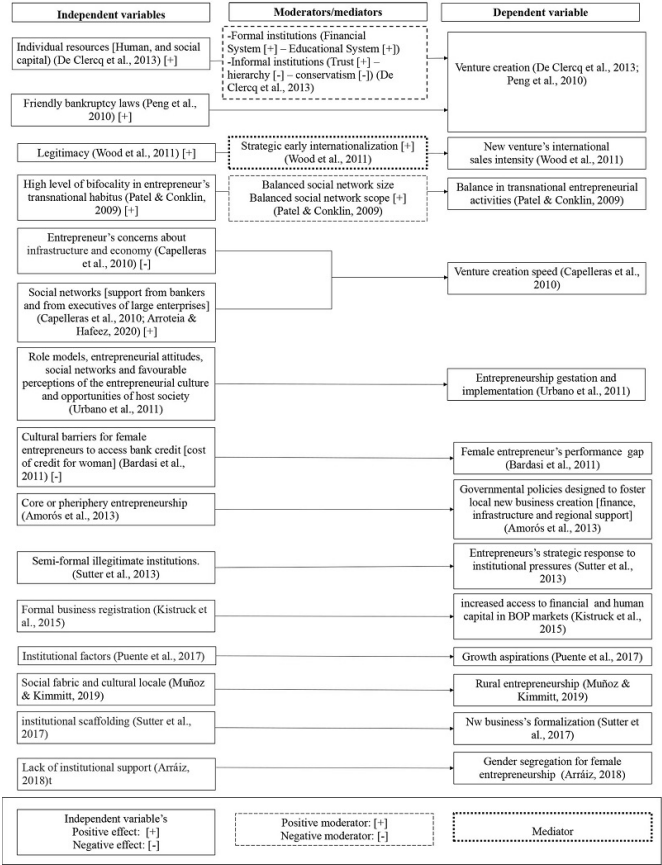 Independent variables
Moderators/mediators
Dependent variable
Individual resources [Human, and social
capital) (De Clercq et al., 2013) [+]
-Formal institutions (Financial
System [+] – Educational System [+])
-Informal institutions (Trust [+] –
hierarchy [-] – conservatism [-]) (De
Clercq et al., 2013)
Venture creation (De Clercq et al., 2013;
Peng et al., 2010)
Friendly bankruptcy laws (Peng et al.,
2010) [+]
Legitimacy (Wood et al., 2011) [+]
Strategic early internationalization [+]
(Wood et al., 2011)
New venture’s international
sales intensity (Wood et al., 2011)
High level of bifocality in entrepreneur’s
transnational habitus (Patel & Conklin,
2009) [+]
Balanced social network size
Balanced social network scope [+]
(Patel & Conklin, 2009)
Balance in transnational entrepreneurial
activities (Patel & Conklin, 2009)
Entrepreneur’s concerns about
infrastructure and economy (Capelleras
et al., 2010) [-]
Venture creation speed (Capelleras et al.,
2010)
Social networks [support from bankers
and from executives of large enterprises]
(Capelleras et al., 2010; Arroteia &
Hafeez, 2020) [+]
Role models, entrepreneurial attitudes,
social networks and favourable
perceptions of the entrepreneurial culture
and opportunities of host society
(Urbano et al., 2011)
Entrepreneurship gestation and
implementation (Urbano et al., 2011)
Cultural barriers for female
entrepreneurs to access bank credit [cost
of credit for woman] (Bardasi et al.,
2011) [-]
Female entrepreneur’s performance gap
(Bardasi et al., 2011)
Core or pheriphery entrepreneurship
(Amorós et al., 2013)
Governmental policies designed to foster
local new business creation [finance,
infrastructure and regional support]
(Amorós et al., 2013)
Semi-formal illegitimate institutions.
(Sutter et al., 2013)
Entrepreneur’s strategic response to
institutional pressures (Sutter et al.,
2013)
Formal business registration (Kistruck et al.,
2015)
increased access to financial and human
capital in BOP markets (Kistruck et al.,
2015)
Institutional factors (Puente et al., 2017)
Growth aspirations (Puente et al., 2017)
Social fabric and cultural locale (Muñoz
& Kimmitt, 2019)
Rural entrepreneurship (Muñoz &
Kimmitt, 2019)
institutional scaffolding (Sutter et al.,
2017)
Nw business’s formalization (Sutter
et al., 2017)
Lack of institutional support (Arráiz,
2018)t
Gender segregation for female
entrepreneurship (Arráiz, 2018)
Independent variable’s
Positive effect: [+]
Negative effect: [-]
Positive moderator: [+]
Negative moderator: [-]
Mediator